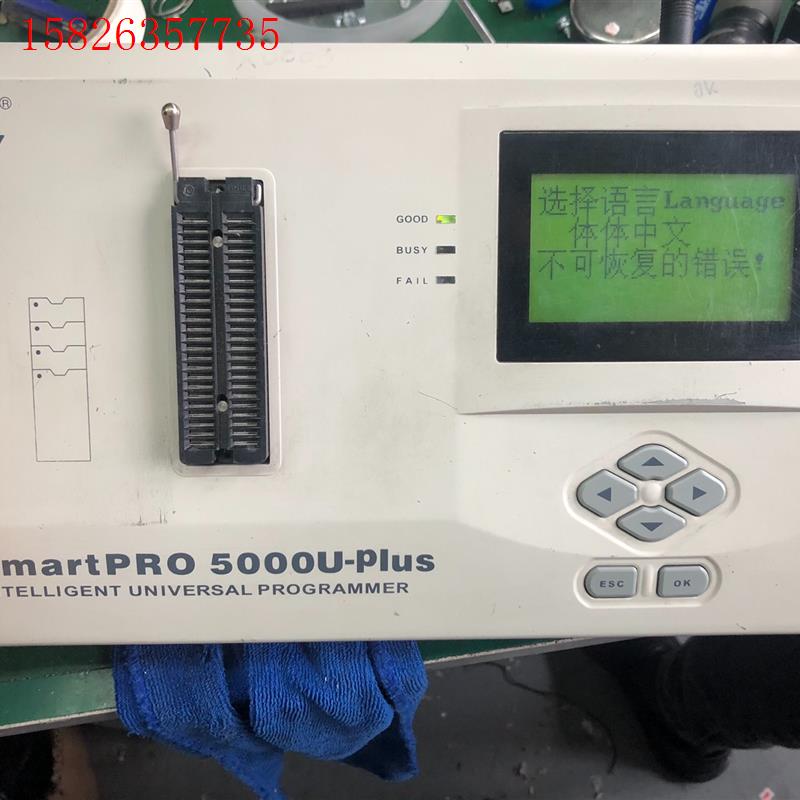 15826357735
®
GOOD
BUSY
FAIL
选择语言Language
体体中文
不可恢复的错误!
martPRO 5000U-Plus
TELLIGENT UNIVERSAL PROGRAMMER
ESC
OK